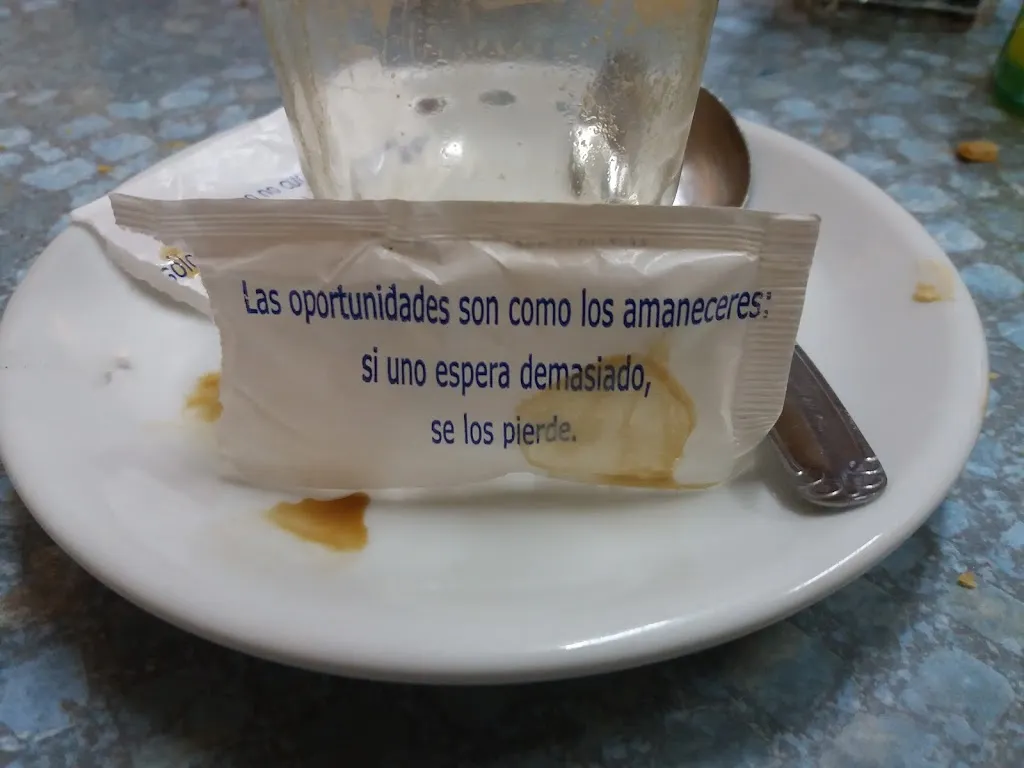 Las oportunidades son como los amaneceres:
si uno espera demasiado,
se los pierde.